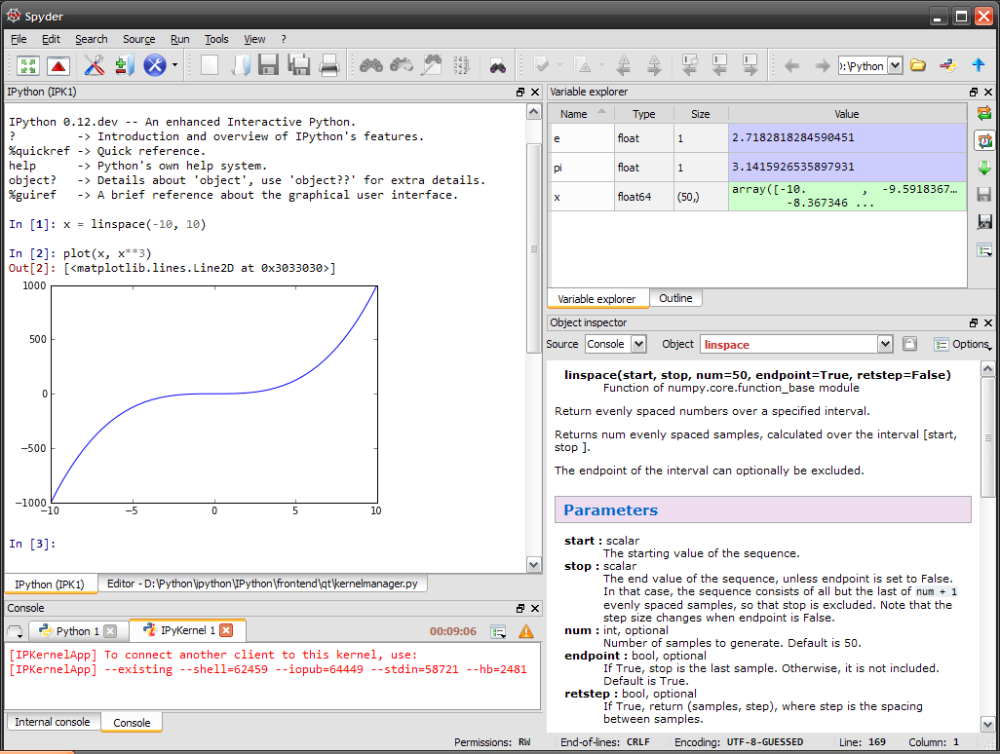 Spyder
File Edit Search Source Run Tools View ?
:\Python
IPython (IPK1)
IPython 0.12.dev -- An enhanced Interactive Python.
? -> Introduction and overview of IPython's features.
%quickref -> Quick reference.
help -> Python's own help system.
object? -> Details about 'object', use 'object??' for extra details.
%guiref -> A brief reference about the graphical user interface.
In [1]: x = linspace(-10, 10)
In [2]: plot(x, x**3)
Out[2]: [<matplotlib.lines.Line2D at 0x3033030>]
1000
500
0
−500
−1000
−10 −5 0 5 10
In [3]:
IPython (IPK1) Editor - D:\Python\ipython\IPython\frontend\qt\kernelmanager.py
Console
Python 1 IPyKernel 1 00:09:06
[IPKernelApp] To connect another client to this kernel, use:
[IPKernelApp] --existing --shell=62459 --iopub=64449 --stdin=58721 --hb=2481
Internal console Console
Variable explorer
Name Type Size Value
e float 1 2.7182818284590451
pi float 1 3.1415926535897931
x float64 (50,) array([-10. , -9.5918367…
-8.367346 ...
Variable explorer Outline
Object inspector
Source Console Object linspace Options
linspace(start, stop, num=50, endpoint=True, retstep=False)
Function of numpy.core.function_base module
Return evenly spaced numbers over a specified interval.
Returns num evenly spaced samples, calculated over the interval [start,
stop ].
The endpoint of the interval can optionally be excluded.
Parameters
start : scalar
The starting value of the sequence.
stop : scalar
The end value of the sequence, unless endpoint is set to False.
In that case, the sequence consists of all but the last of num + 1
evenly spaced samples, so that stop is excluded. Note that the
step size changes when endpoint is False.
num : int, optional
Number of samples to generate. Default is 50.
endpoint : bool, optional
If True, stop is the last sample. Otherwise, it is not included.
Default is True.
retstep : bool, optional
If True, return (samples, step), where step is the spacing
between samples.
Permissions: RW End-of-lines: CRLF Encoding: UTF-8-GUESSED Line: 169 Column: 1